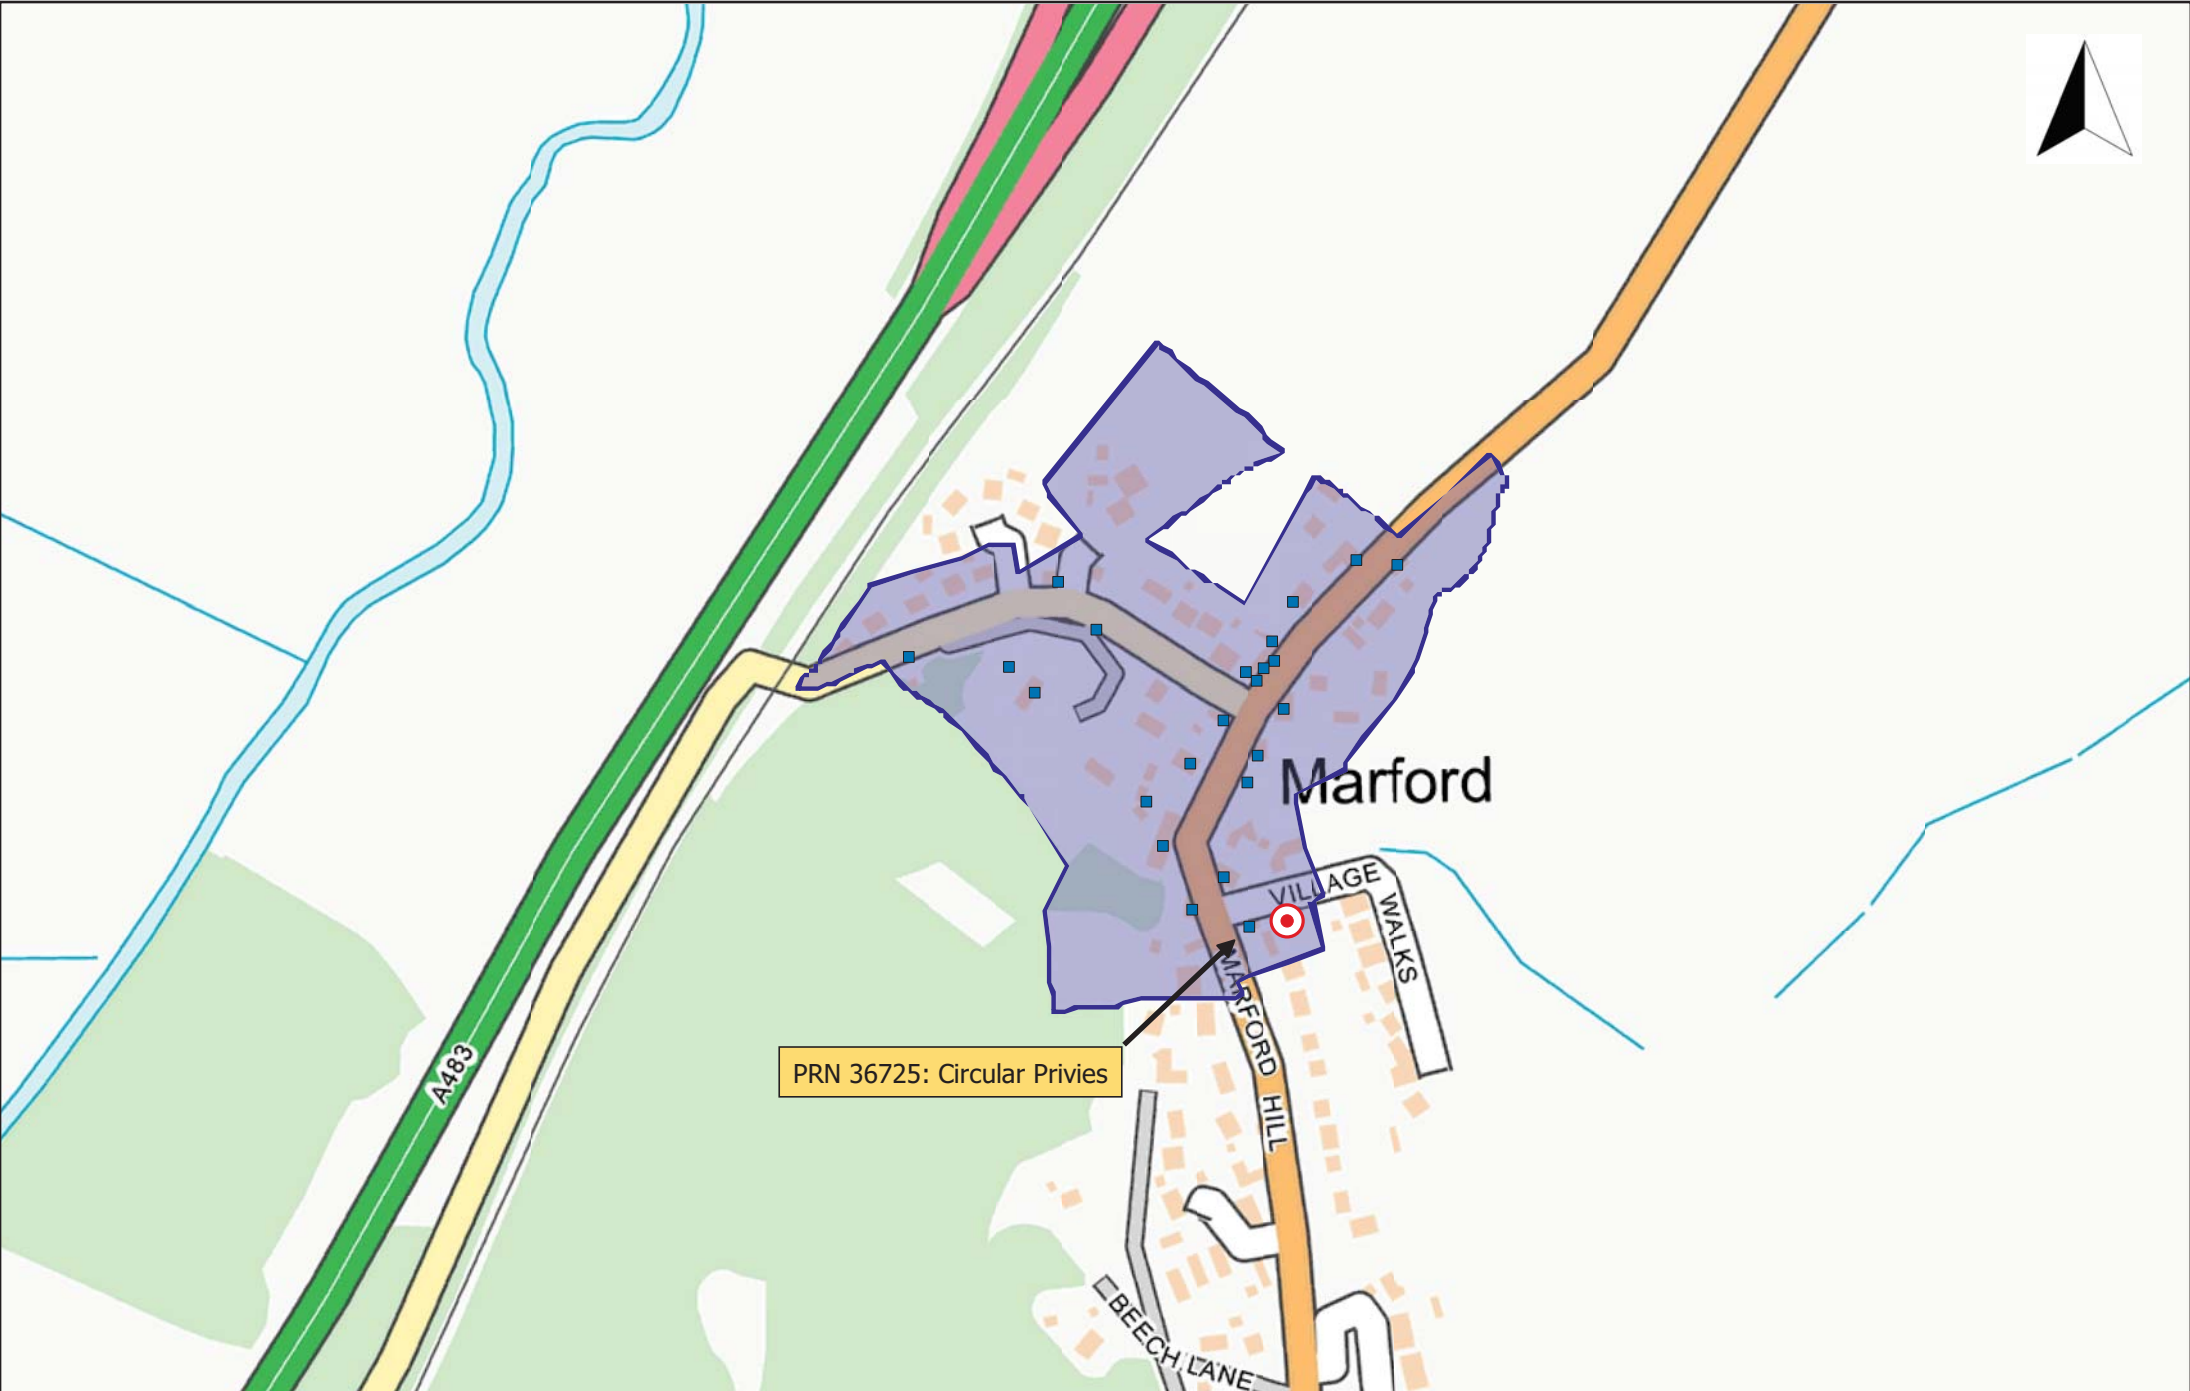 Marford
VILLAGE WALKS
PRN 36725: Circular Privies
MARFORD HILL
A483
BEECH LANE